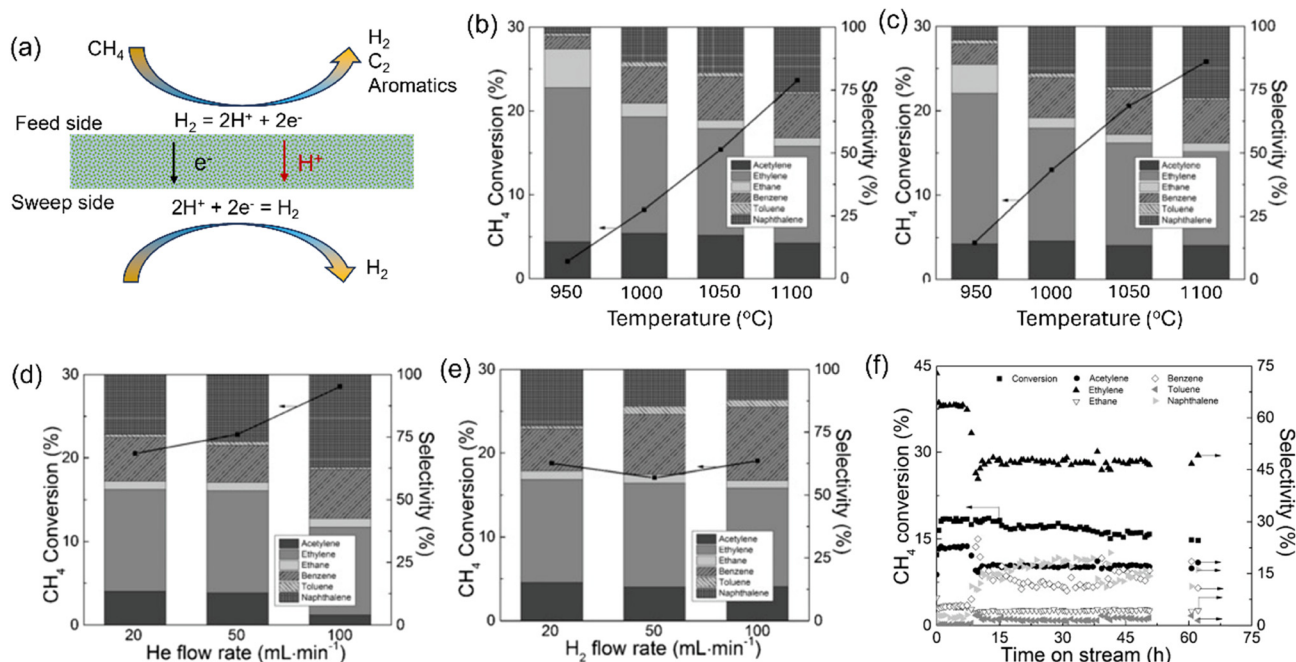 (a)
CH₄
H₂
C₂
Aromatics
H₂ = 2H⁺ + 2e⁻
Feed side
e⁻
H⁺
Sweep side
2H⁺ + 2e⁻ = H₂
H₂
(b)
CH₄ Conversion (%)
30
20
10
0
100
75
50
25
0
Selectivity (%)
Acetylene
Ethylene
Ethane
Benzene
Toluene
Naphthalene
950 1000 1050 1100
Temperature (°C)
(c)
CH₄ Conversion (%)
30
20
10
0
100
75
50
25
0
Selectivity (%)
Acetylene
Ethylene
Ethane
Benzene
Toluene
Naphthalene
950 1000 1050 1100
Temperature (°C)
(d)
CH₄ Conversion (%)
30
20
10
0
100
75
50
25
0
Selectivity (%)
Acetylene
Ethylene
Ethane
Benzene
Toluene
Naphthalene
20 50 100
He flow rate (mL·min⁻¹)
(e)
CH₄ Conversion (%)
30
20
10
0
100
75
50
25
0
Selectivity (%)
Acetylene
Ethylene
Ethane
Benzene
Toluene
Naphthalene
20 50 100
H₂ flow rate (mL·min⁻¹)
(f)
CH₄ conversion (%)
45
30
15
0
75
60
45
30
15
0
Selectivity (%)
Conversion Acetylene Benzene
Ethylene Toluene
Ethane Naphthalene
0 15 30 45 60 75
Time on stream (h)